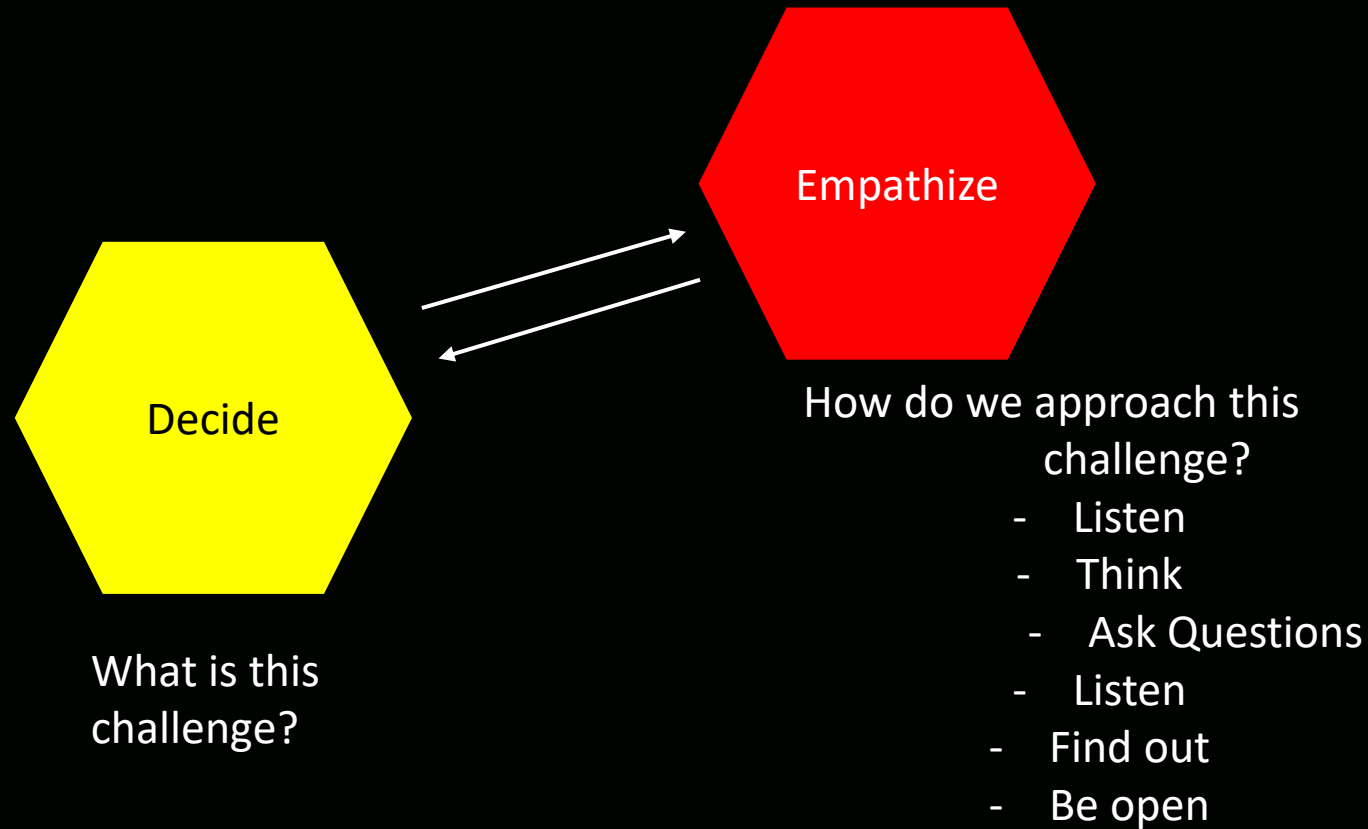 Empathize
Decide
How do we approach this
challenge?
- Listen
- Think
- Ask Questions
- Listen
- Find out
- Be open
What is this
challenge?